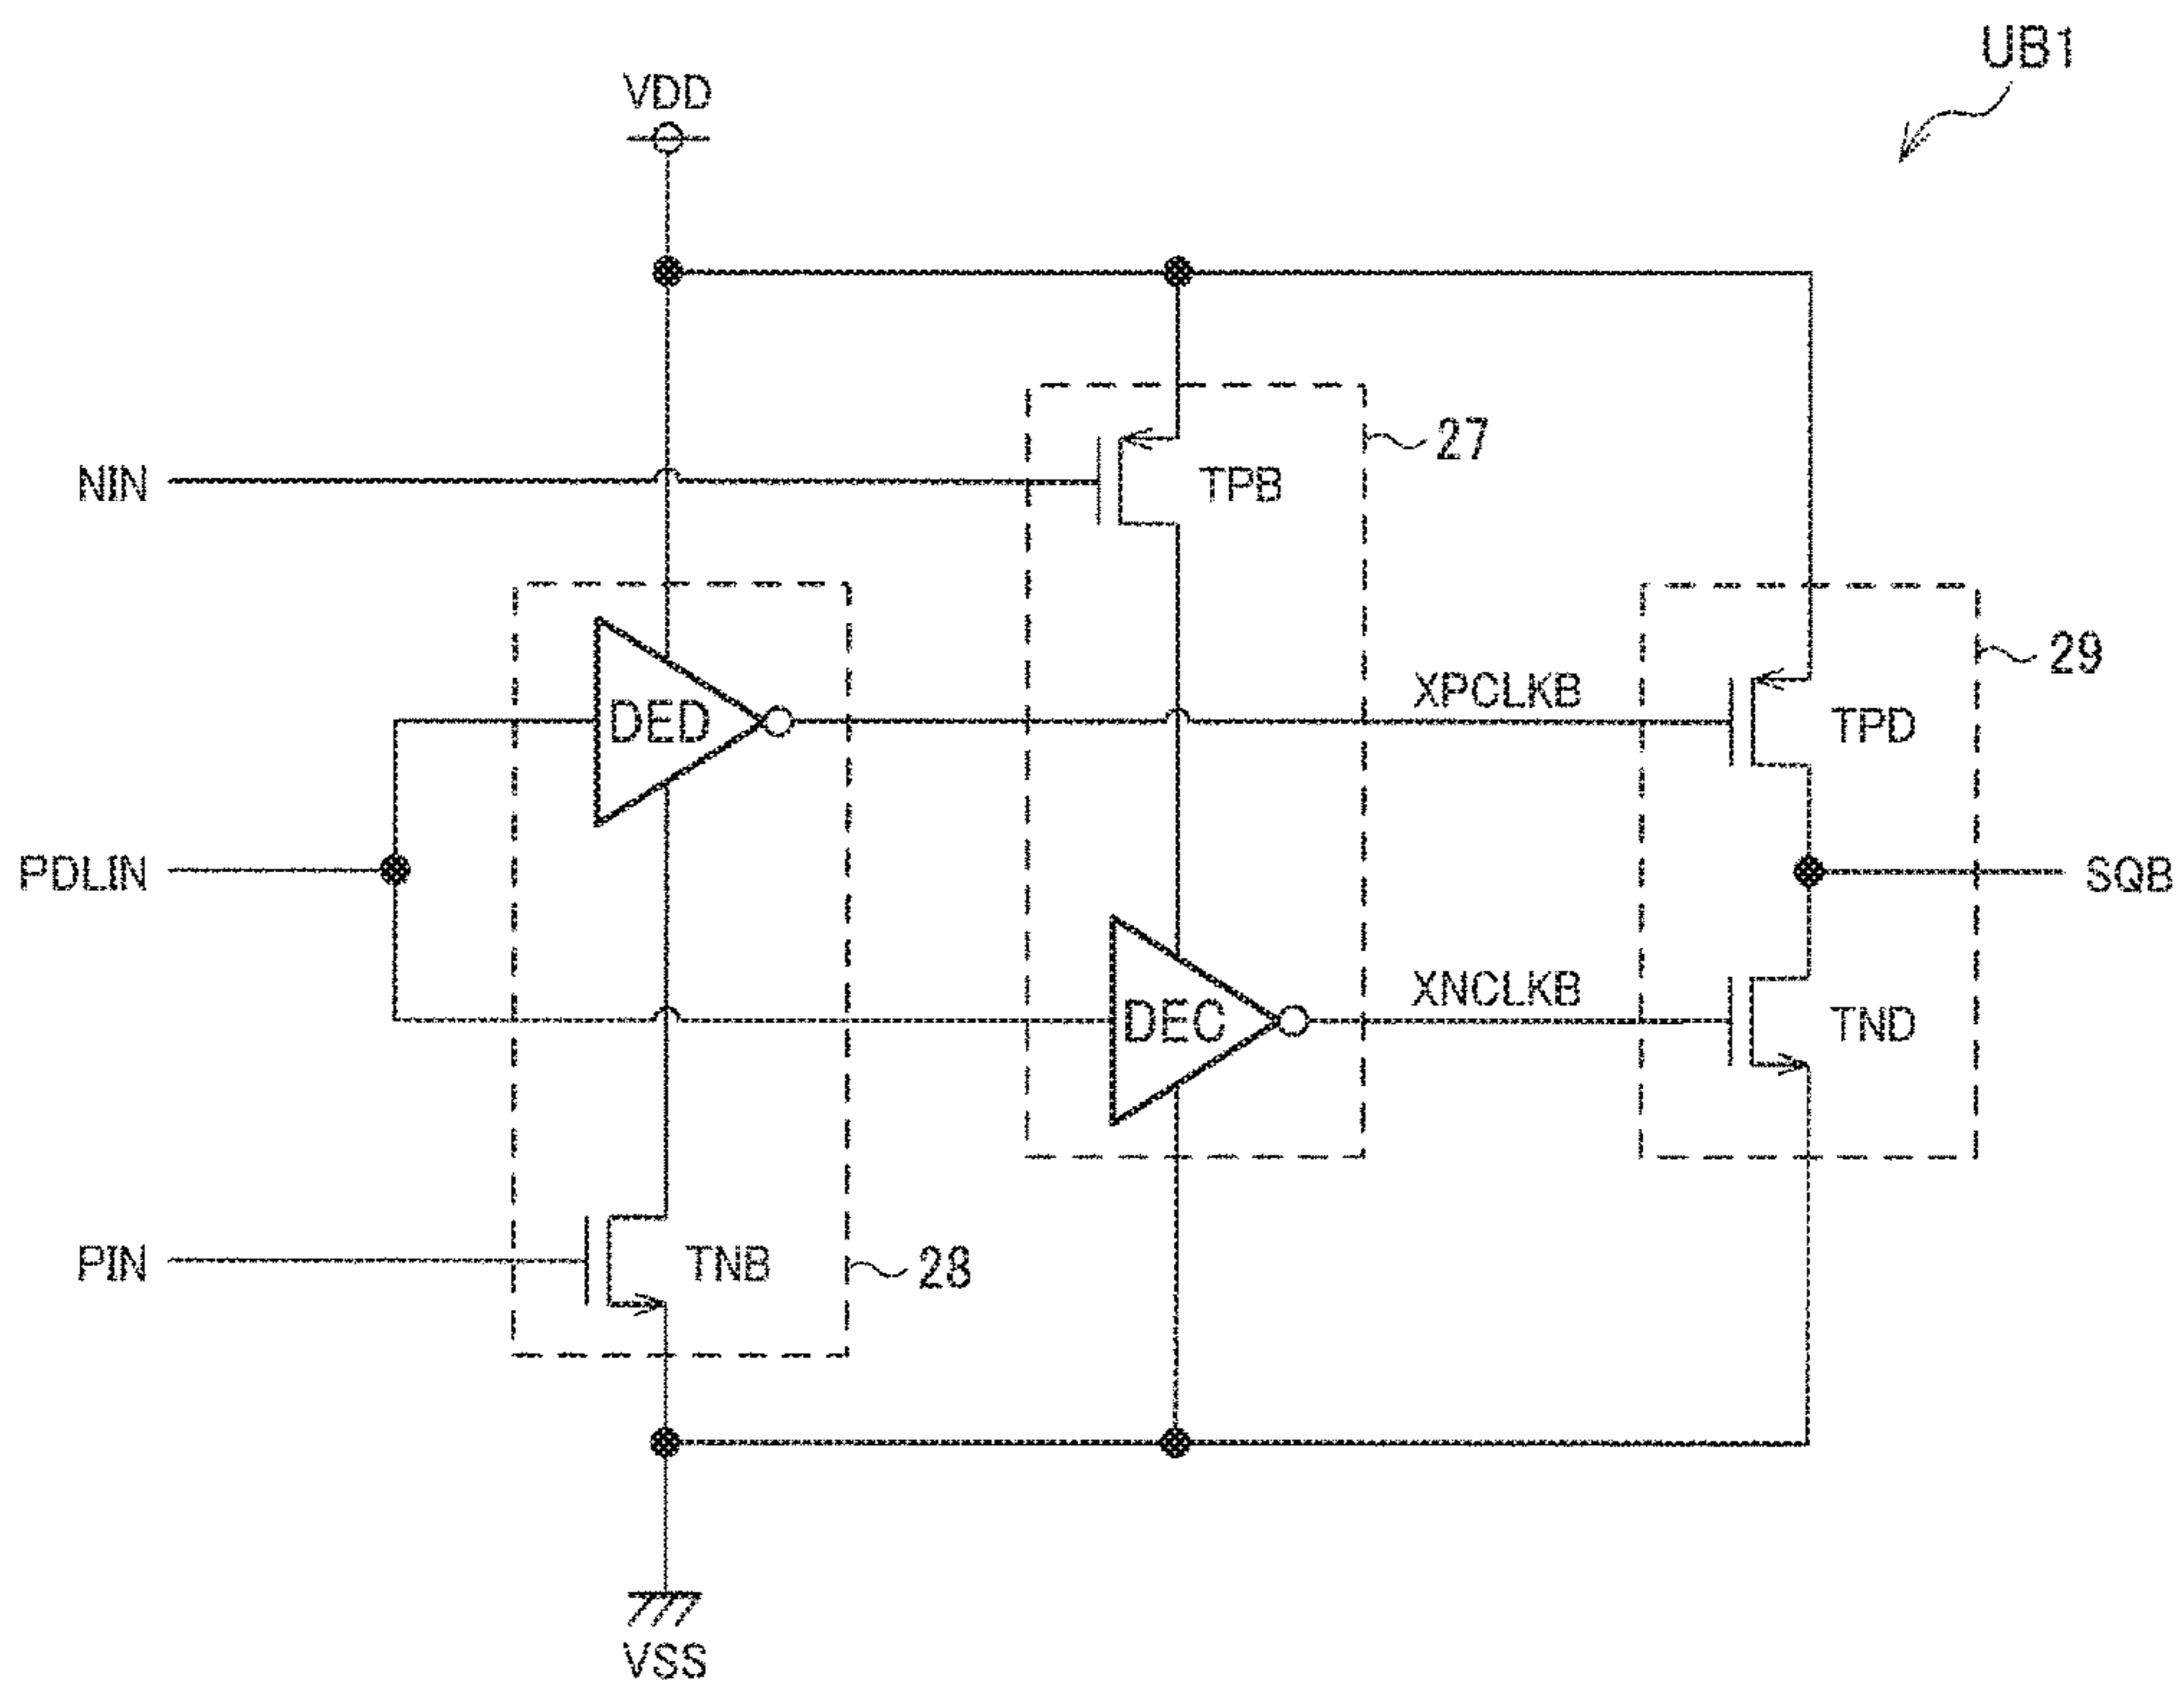 UB1
VDD
27
NIN
TPB
29
XPCLKB
DED
TPD
PDLIN
SQB
XNCLKB
DEC
TND
PIN
TNB
28
VSS